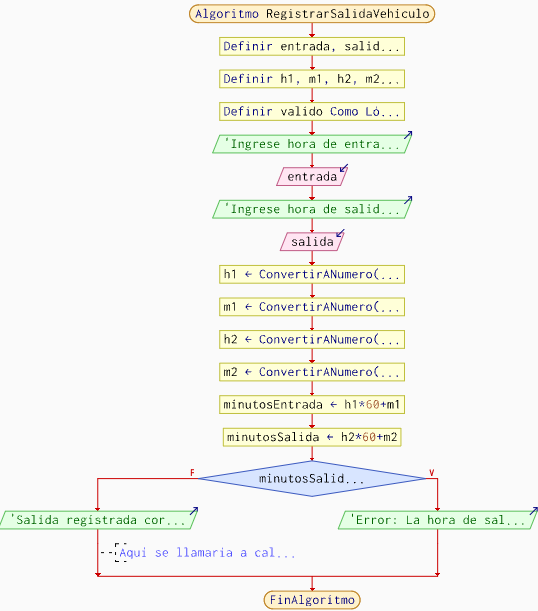 Algoritmo RegistrarSalidaVehiculo
Definir entrada, salid...
Definir h1, m1, h2, m2...
Definir valido Como Ló...
'Ingrese hora de entra...
entrada
'Ingrese hora de salid...
salida
h1 ← ConvertirANumero(...
m1 ← ConvertirANumero(...
h2 ← ConvertirANumero(...
m2 ← ConvertirANumero(...
minutosEntrada ← h1*60+m1
minutosSalida ← h2*60+m2
F
V
minutosSalid...
'Salida registrada cor...
'Error: La hora de sal...
Aquí se llamaria a cal...
FinAlgoritmo